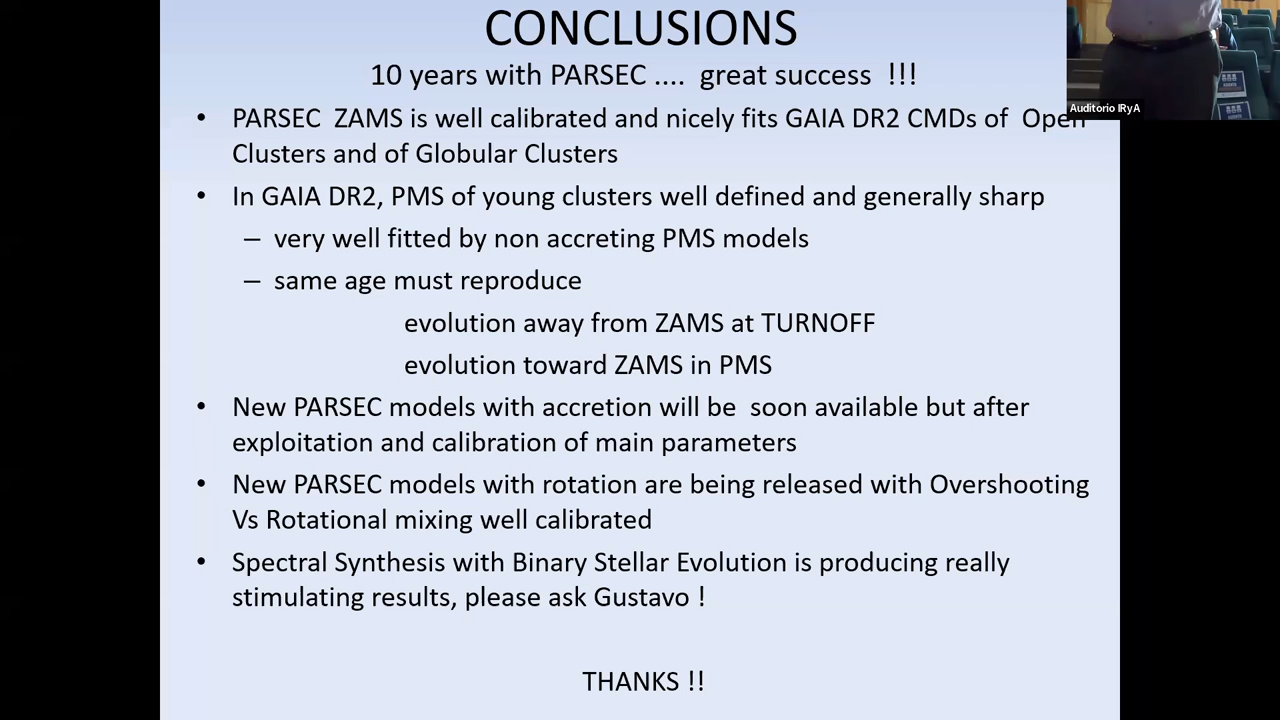 CONCLUSIONS
10 years with PARSEC .... great success !!!
• PARSEC ZAMS is well calibrated and nicely fits GAIA DR2 CMDs of Open
Clusters and of Globular Clusters
• In GAIA DR2, PMS of young clusters well defined and generally sharp
– very well fitted by non accreting PMS models
– same age must reproduce
evolution away from ZAMS at TURNOFF
evolution toward ZAMS in PMS
• New PARSEC models with accretion will be soon available but after
exploitation and calibration of main parameters
• New PARSEC models with rotation are being released with Overshooting
Vs Rotational mixing well calibrated
• Spectral Synthesis with Binary Stellar Evolution is producing really
stimulating results, please ask Gustavo !
THANKS !!
Auditorio IRyA